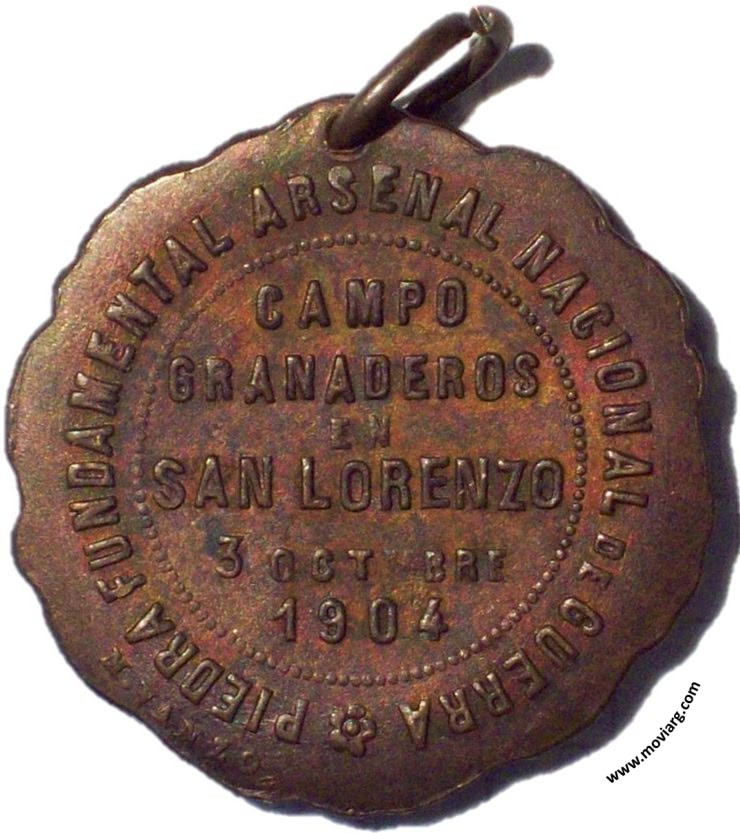 PIEDRA FUNDAMENTAL ARSENAL NACIONAL DE GUERRA
CAMPO
GRANADEROS
EN
SAN LORENZO
3 OCTUBRE
1904
www.moviarg.com